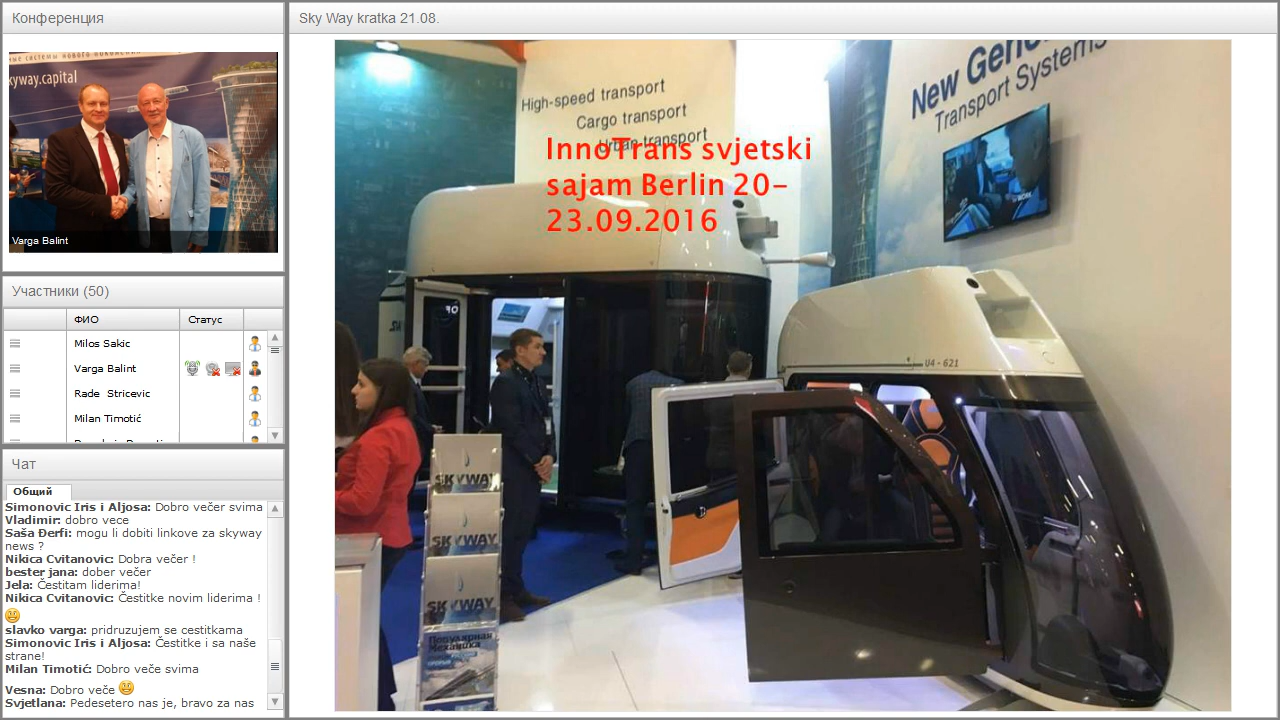 Конференция
kyway.capital
Varga Balint
Участники (50)
ФИО
Статус
Milos Sakic
Varga Balint
Rade Stricevic
Milan Timotić
Чат
Общий
Simonovic Iris i Aljosa: Dobro večer svima
Vladimir: dobro vece
Saša Đerfi: mogu li dobiti linkove za skyway
news ?
Nikica Cvitanovic: Dobra večer !
bester jana: dober večer
Jela: Čestitam liderima!
Nikica Cvitanovic: Čestitke novim liderima !
slavko varga: pridruzujem se cestitkama
Simonovic Iris i Aljosa: Čestitke i sa naše
strane!
Milan Timotić: Dobro veče svima
Vesna: Dobro veče
Svjetlana: Pedesetero nas je, bravo za nas
Sky Way kratka 21.08.
High-speed transport
Cargo transport
Urban transport
InnoTrans svjetski
sajam Berlin 20-
23.09.2016
New Gene
Transport Systems
U4 - 621
SKYWAY
SKYWAY
SKYWAY
Популярная
Механика